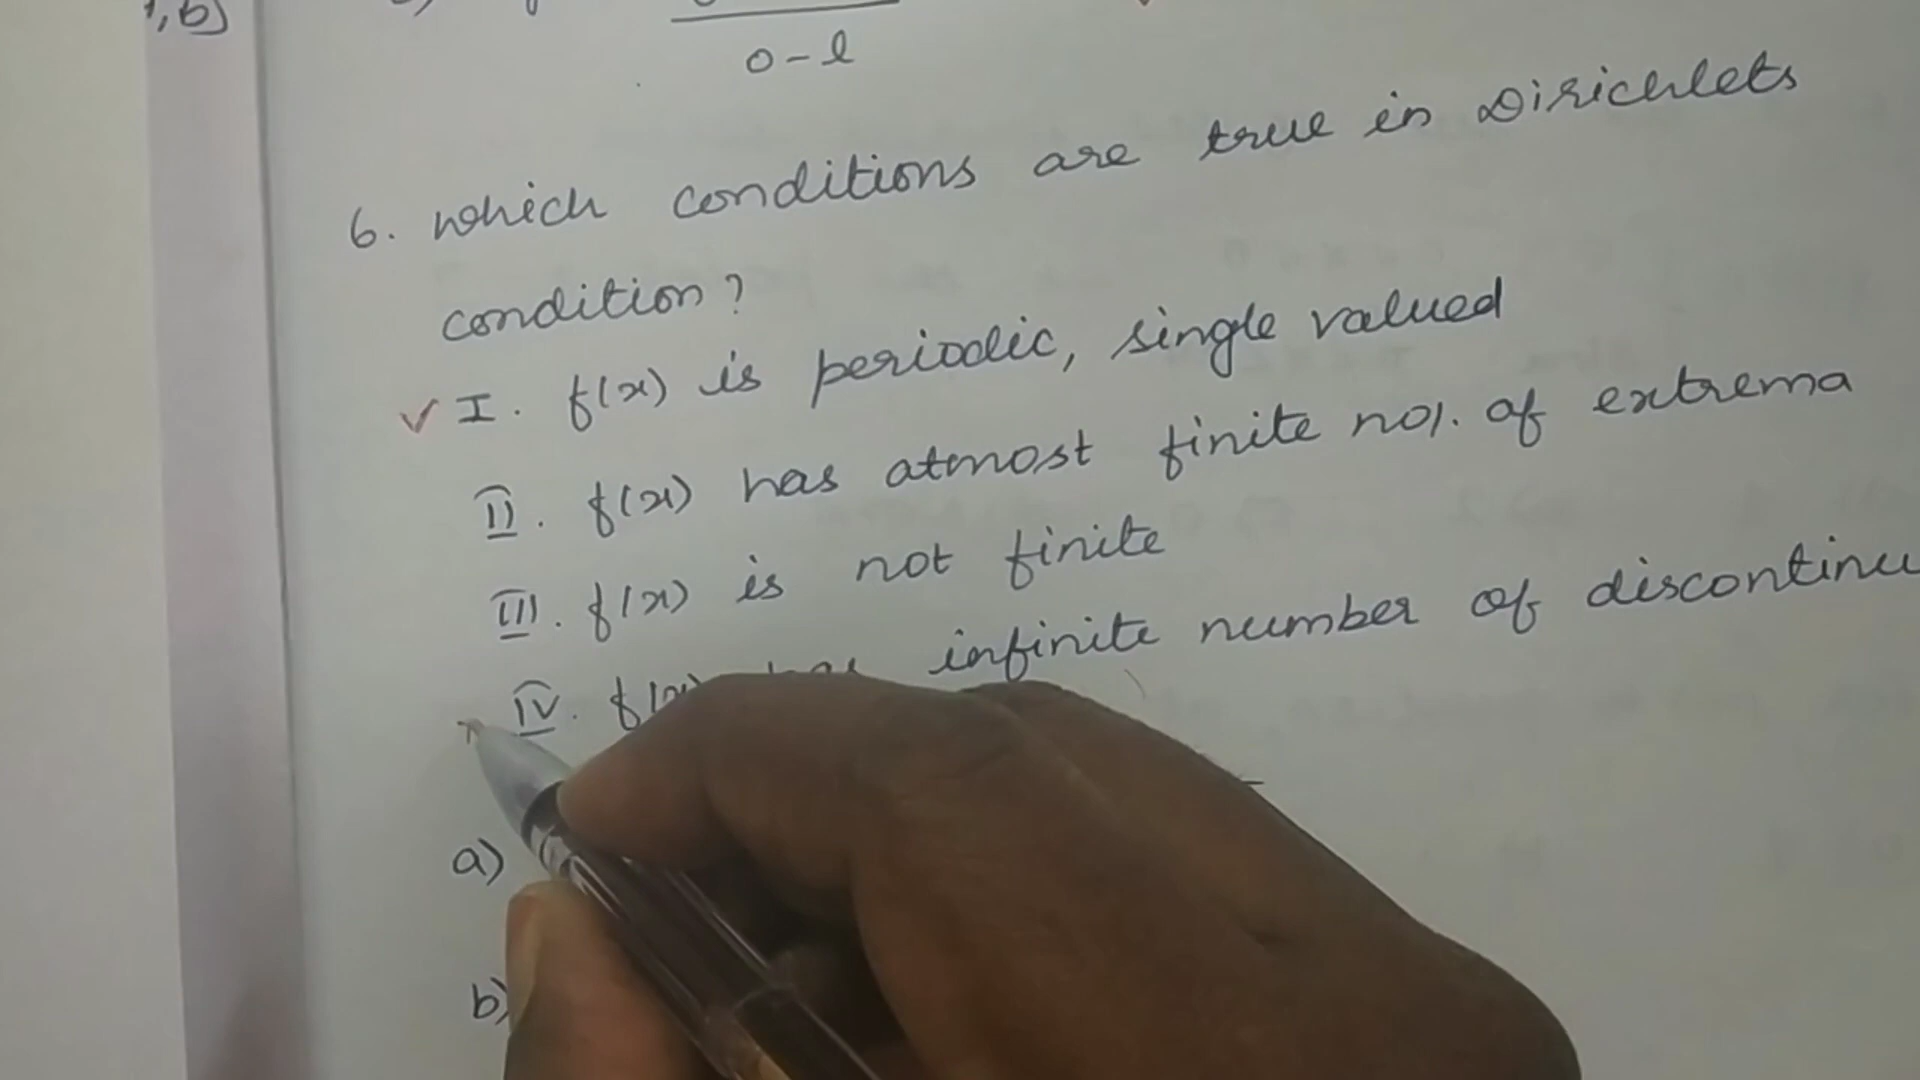 ,b)
0-l
6. which conditions are true in Dirichlets
condition?
✓ I. f(x) is periodic, single valued
II. f(x) has atmost finite no/. of extrema
III. f(x) is not finite
IV. f(x) has infinite number of discontinu
a)
b)